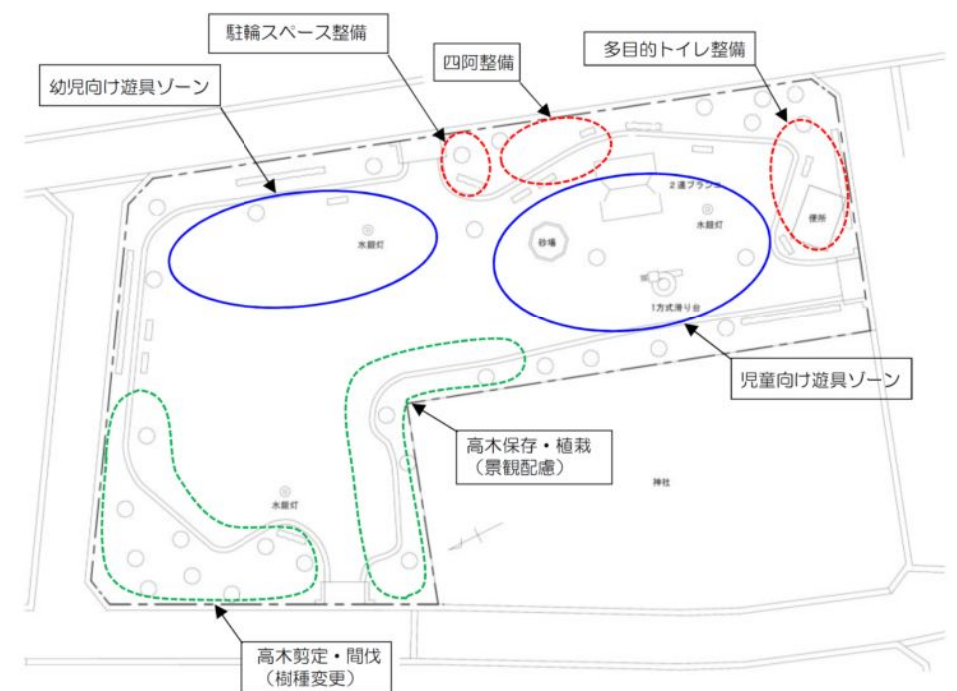 駐輪スペース整備
四阿整備
多目的トイレ整備
幼児向け遊具ゾーン
2連ブランコ
水銀灯
水銀灯
便所
砂場
1方式滑り台
児童向け遊具ゾーン
高木保存・植栽
（景観配慮）
神社
水銀灯
高木剪定・間伐
（樹種変更）